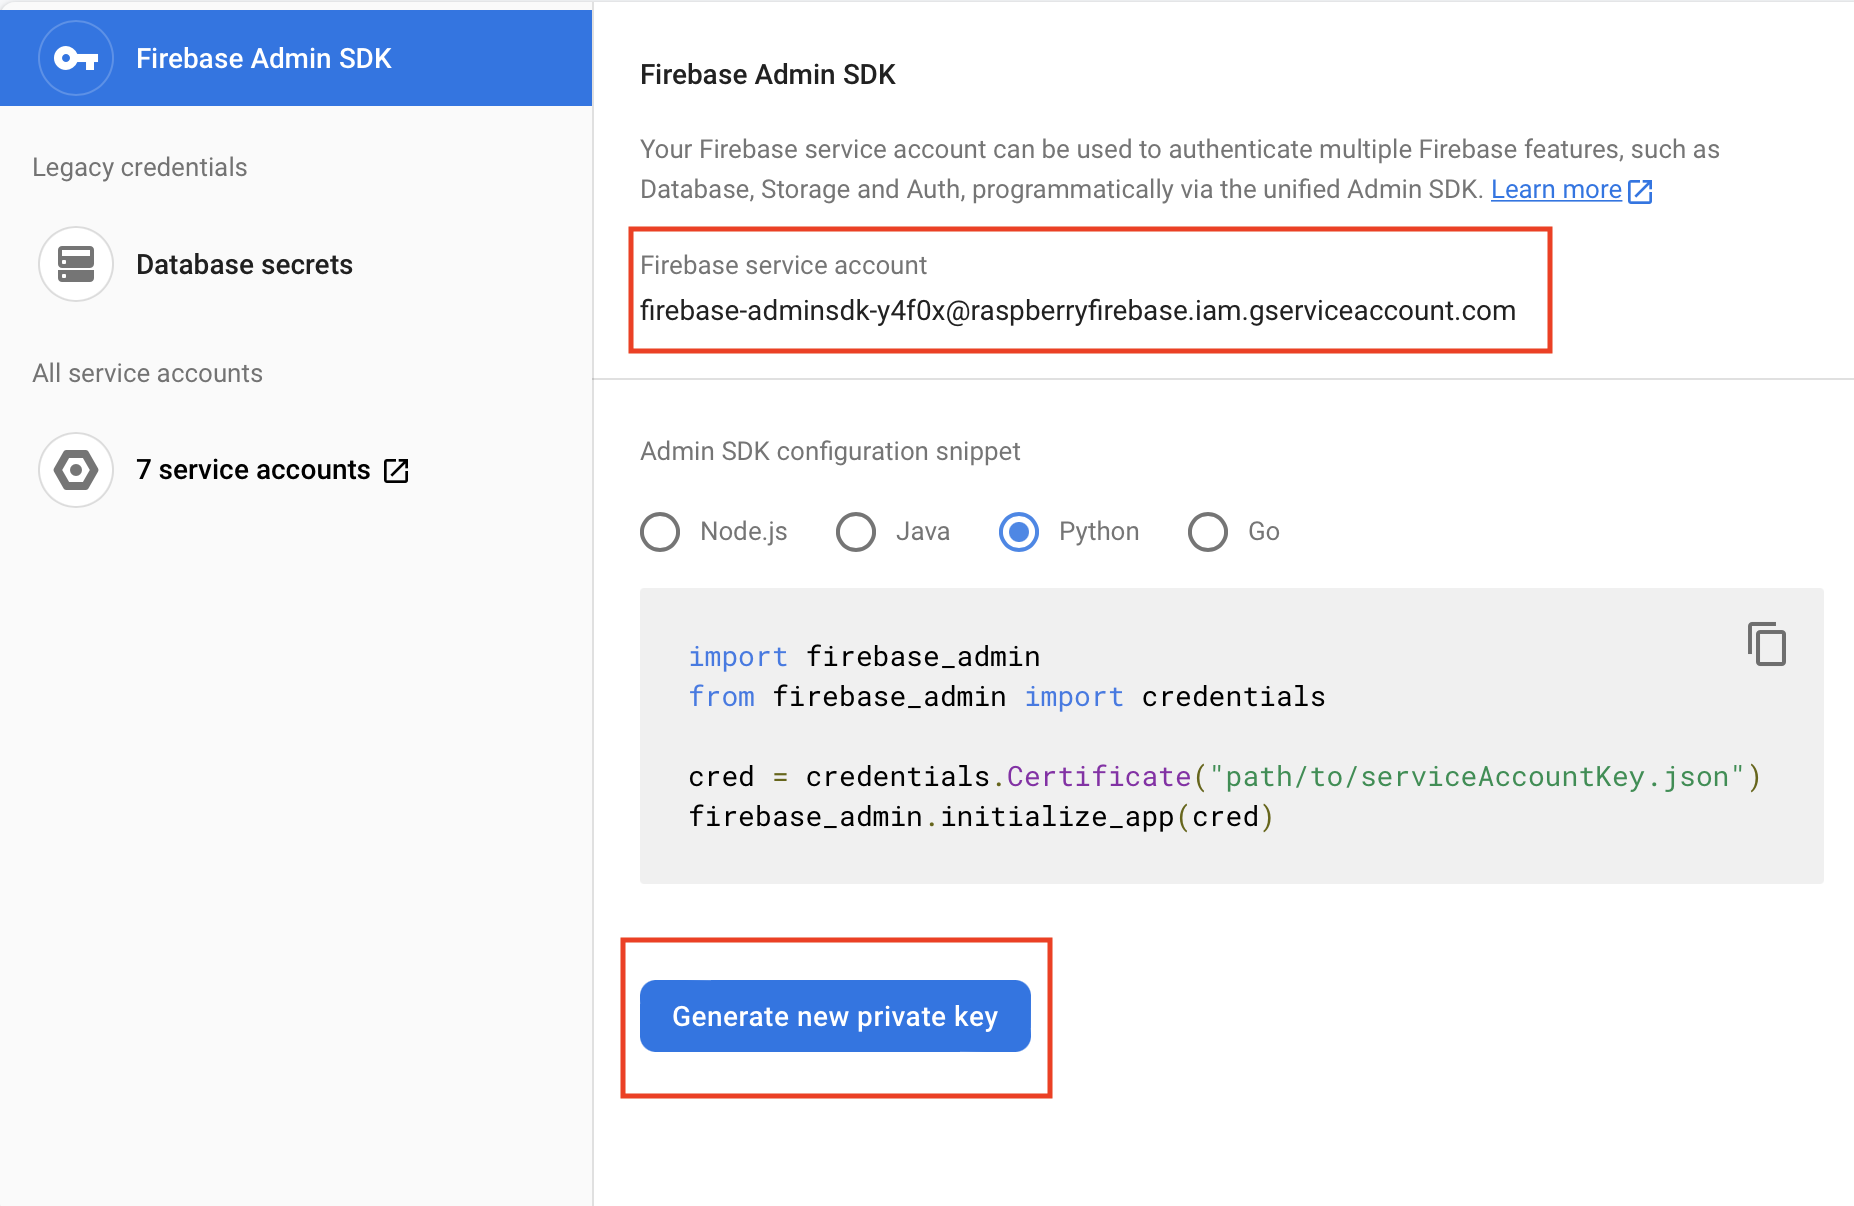 Firebase Admin SDK
Legacy credentials
Database secrets
All service accounts
7 service accounts
Firebase Admin SDK
Your Firebase service account can be used to authenticate multiple Firebase features, such as
Database, Storage and Auth, programmatically via the unified Admin SDK. Learn more
Firebase service account
firebase-adminsdk-y4f0x@raspberryfirebase.iam.gserviceaccount.com
Admin SDK configuration snippet
Node.js Java Python Go
import firebase_admin
from firebase_admin import credentials
cred = credentials.Certificate("path/to/serviceAccountKey.json")
firebase_admin.initialize_app(cred)
Generate new private key